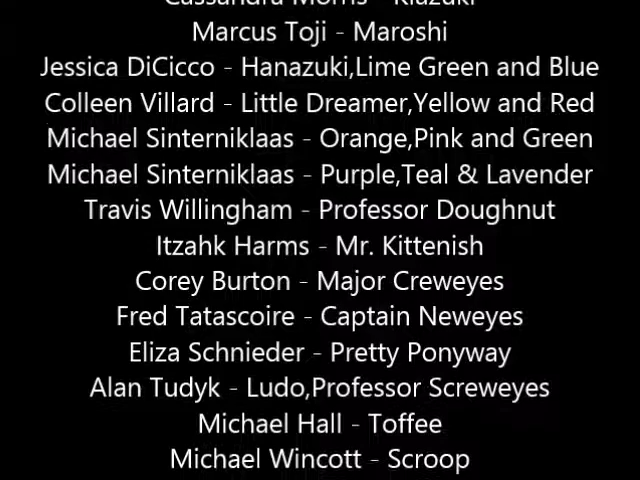 Cassandra Morris - Kiazuki
Marcus Toji - Maroshi
Jessica DiCicco - Hanazuki,Lime Green and Blue
Colleen Villard - Little Dreamer,Yellow and Red
Michael Sinterniklaas - Orange,Pink and Green
Michael Sinterniklaas - Purple,Teal & Lavender
Travis Willingham - Professor Doughnut
Itzahk Harms - Mr. Kittenish
Corey Burton - Major Creweyes
Fred Tatascoire - Captain Neweyes
Eliza Schnieder - Pretty Ponyway
Alan Tudyk - Ludo,Professor Screweyes
Michael Hall - Toffee
Michael Wincott - Scroop